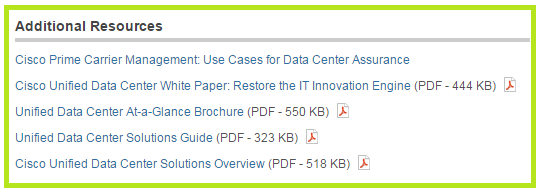 Additional Resources
Cisco Prime Carrier Management: Use Cases for Data Center Assurance
Cisco Unified Data Center White Paper: Restore the IT Innovation Engine (PDF - 444 KB)
Unified Data Center At-a-Glance Brochure (PDF - 550 KB)
Unified Data Center Solutions Guide (PDF - 323 KB)
Cisco Unified Data Center Solutions Overview (PDF - 518 KB)